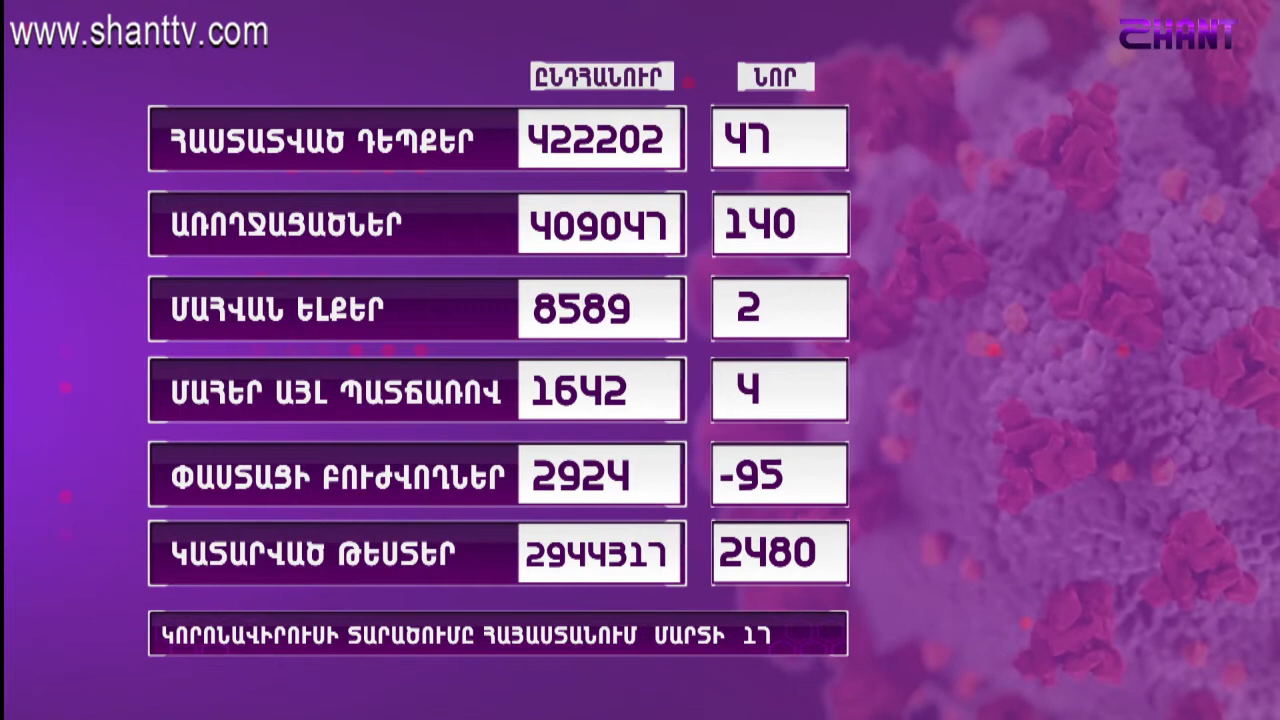 www.shanttv.com
SHANT
ԸՆԴՀԱՆՈՒՐ ՆՈՐ
ՀԱՍՏԱՏՎԱԾ ԴԵՊՔԵՐ 422202 47
ԱՌՈՂՋԱՑԱԾՆԵՐ 409047 140
ՄԱՀՎԱՆ ԵԼՔԵՐ 8589 2
ՄԱՀԵՐ ԱՅԼ ՊԱՏՃԱՌՈՎ 1642 4
ՓԱՍՏԱՑԻ ԲՈՒԺՎՈՂՆԵՐ 2924 -95
ԿԱՏԱՐՎԱԾ ԹԵՍՏԵՐ 2944317 2480
ԿՈՐՈՆԱՎԻՐՈՒՍԻ ՏԱՐԱԾՈՒՄԸ ՀԱՅԱՍՏԱՆՈՒՄ ՄԱՐՏԻ 17